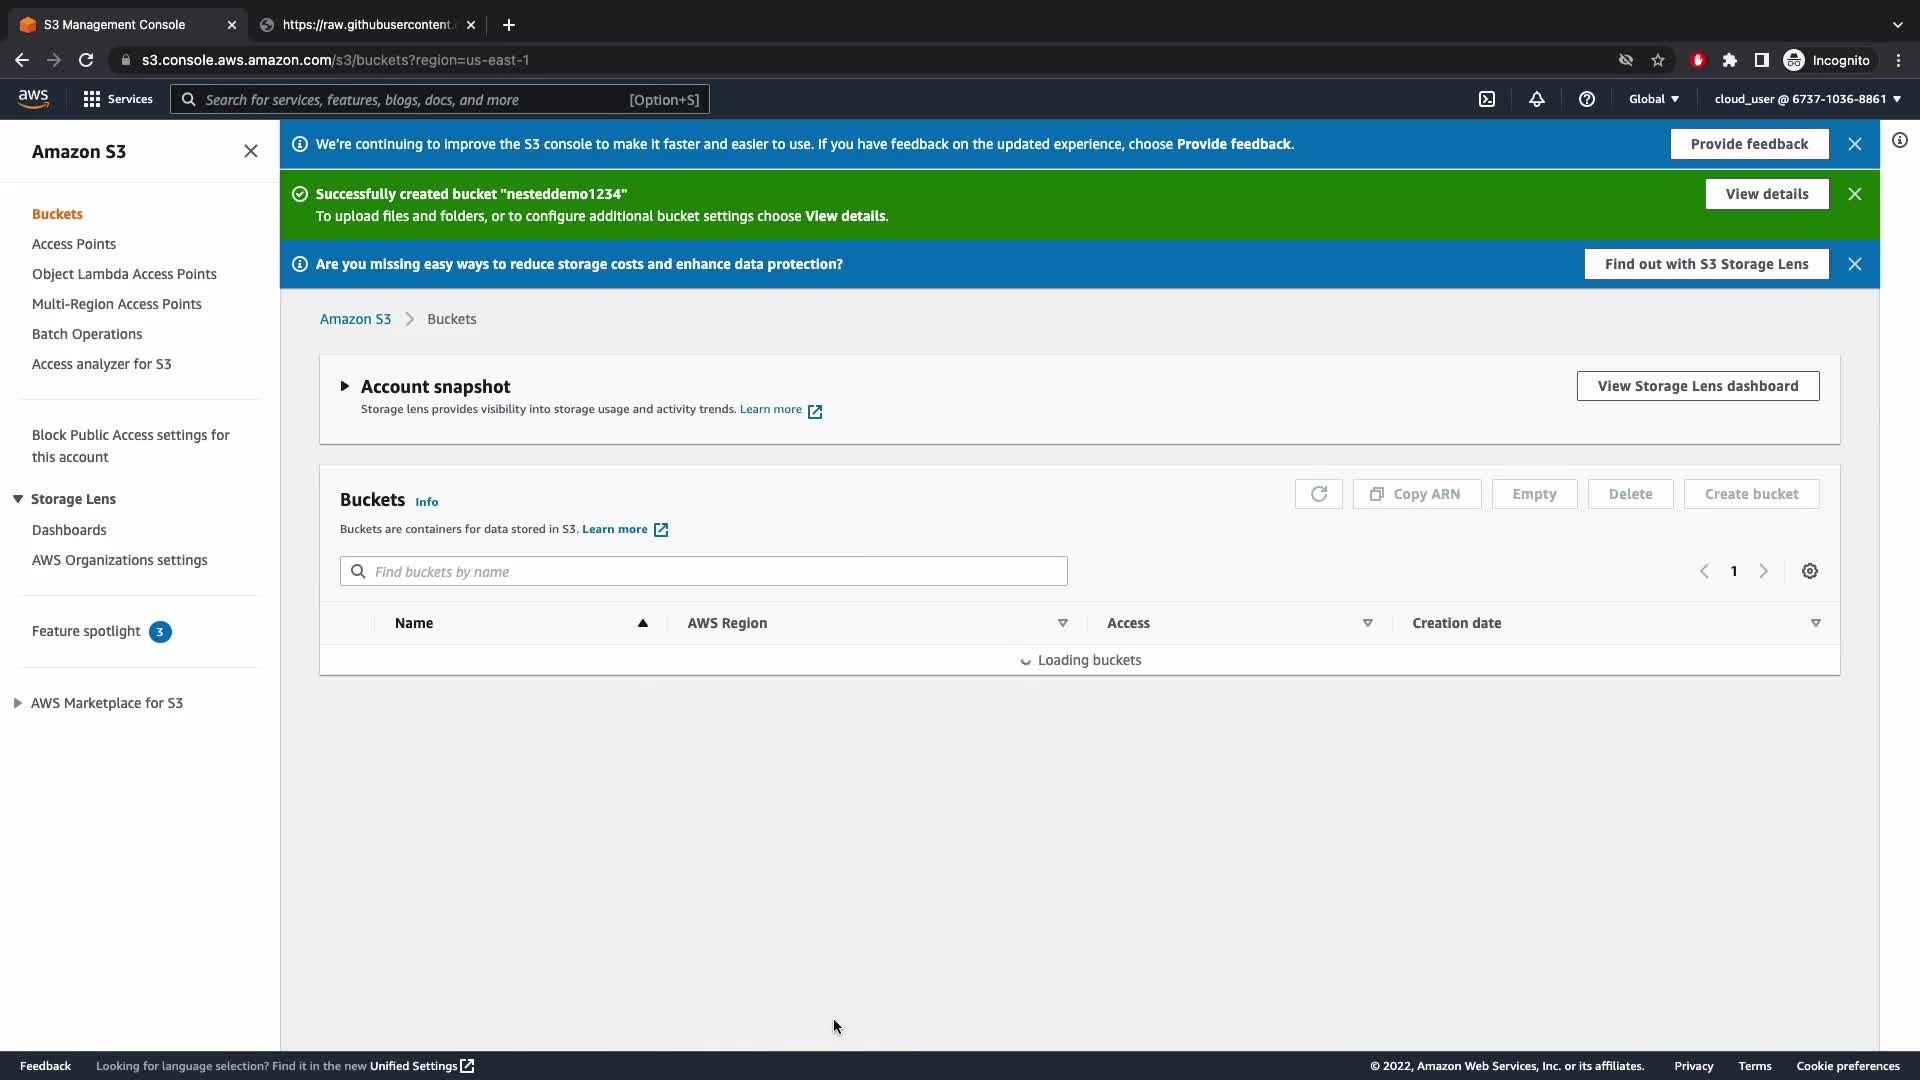 S3 Management Console
https://raw.githubusercontent.
s3.console.aws.amazon.com/s3/buckets?region=us-east-1
Incognito
aws
Services
Search for services, features, blogs, docs, and more
[Option+S]
Global
cloud_user @ 6737-1036-8861
Amazon S3
Buckets
Access Points
Object Lambda Access Points
Multi-Region Access Points
Batch Operations
Access analyzer for S3
Block Public Access settings for
this account
Storage Lens
Dashboards
AWS Organizations settings
Feature spotlight 3
AWS Marketplace for S3
We're continuing to improve the S3 console to make it faster and easier to use. If you have feedback on the updated experience, choose Provide feedback.
Provide feedback
Successfully created bucket "nesteddemo1234"
To upload files and folders, or to configure additional bucket settings choose View details.
View details
Are you missing easy ways to reduce storage costs and enhance data protection?
Find out with S3 Storage Lens
Amazon S3 > Buckets
Account snapshot
Storage lens provides visibility into storage usage and activity trends. Learn more
View Storage Lens dashboard
Buckets Info
Buckets are containers for data stored in S3. Learn more
Copy ARN
Empty
Delete
Create bucket
Find buckets by name
1
Name
AWS Region
Access
Creation date
Loading buckets
Feedback
Looking for language selection? Find it in the new Unified Settings
© 2022, Amazon Web Services, Inc. or its affiliates.
Privacy
Terms
Cookie preferences